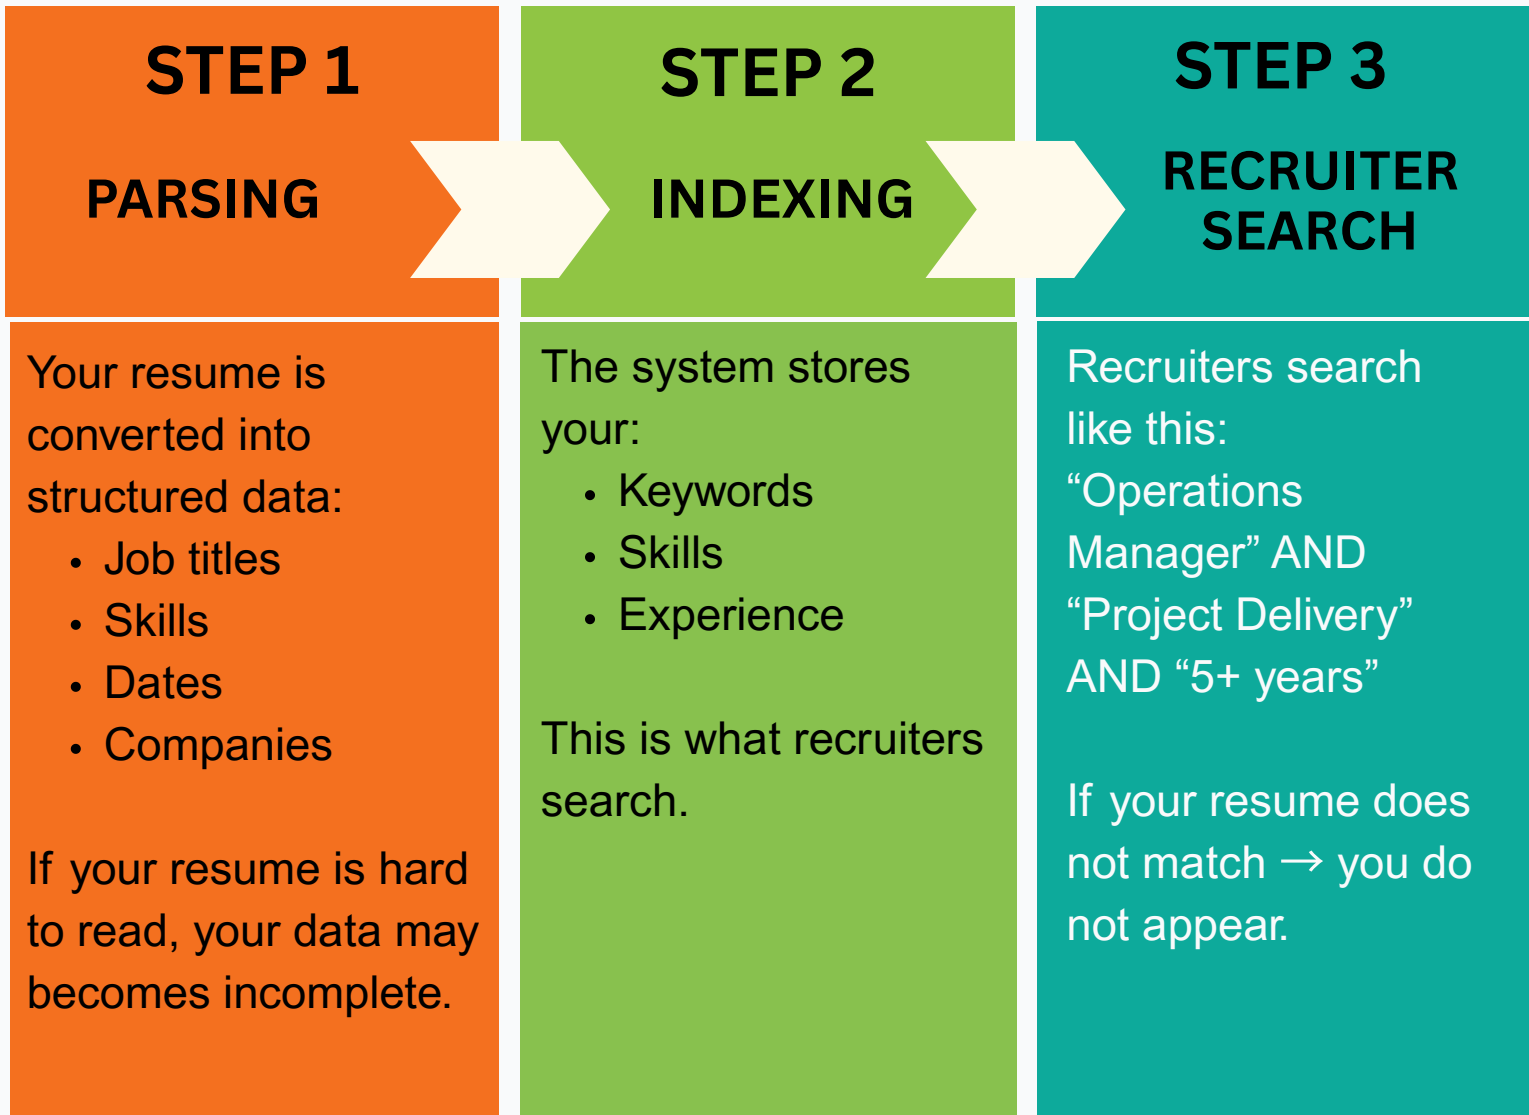 STEP 1
PARSING
Your resume is
converted into
structured data:
• Job titles
• Skills
• Dates
• Companies
If your resume is hard
to read, your data may
becomes incomplete.
STEP 2
INDEXING
The system stores
your:
• Keywords
• Skills
• Experience
This is what recruiters
search.
STEP 3
RECRUITER
SEARCH
Recruiters search
like this:
“Operations
Manager” AND
“Project Delivery”
AND “5+ years”
If your resume does
not match → you do
not appear.